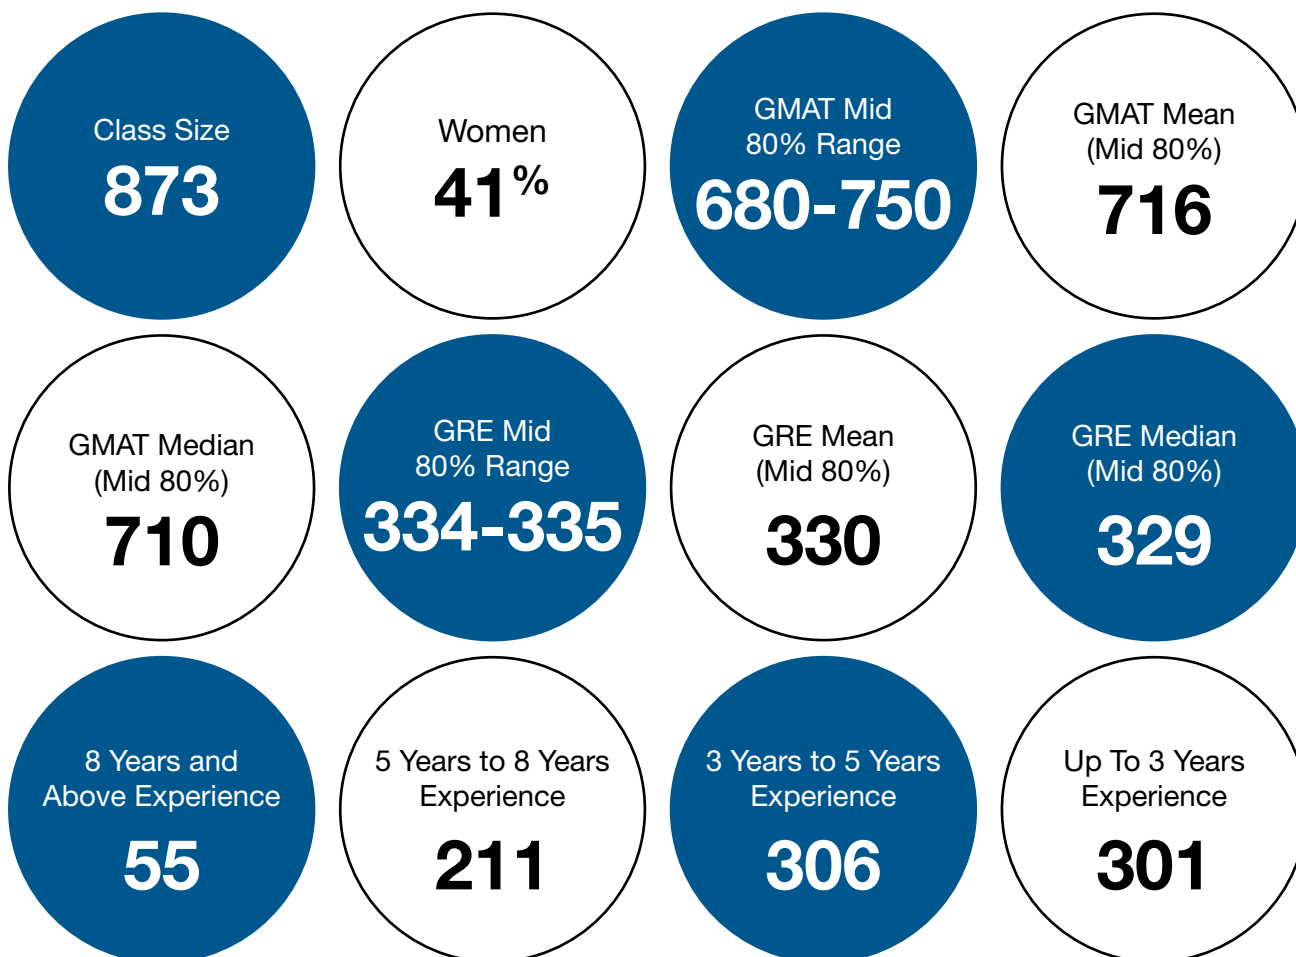 Class Size
873
Women
41%
GMAT Mid
80% Range
680-750
GMAT Mean
(Mid 80%)
716
GMAT Median
(Mid 80%)
710
GRE Mid
80% Range
334-335
GRE Mean
(Mid 80%)
330
GRE Median
(Mid 80%)
329
8 Years and
Above Experience
55
5 Years to 8 Years
Experience
211
3 Years to 5 Years
Experience
306
Up To 3 Years
Experience
301